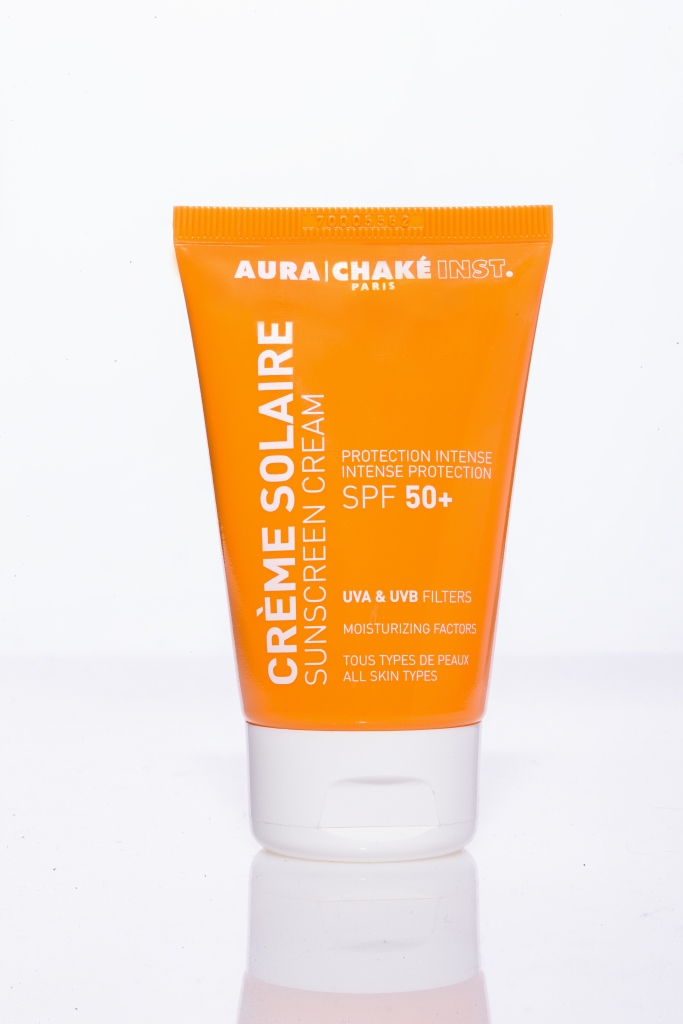 AURA|CHAKÉ INST.
PARIS
CRÈME SOLAIRE
SUNSCREEN CREAM
PROTECTION INTENSE
INTENSE PROTECTION
SPF 50+
UVA & UVB FILTERS
MOISTURIZING FACTORS
TOUS TYPES DE PEAUX
ALL SKIN TYPES